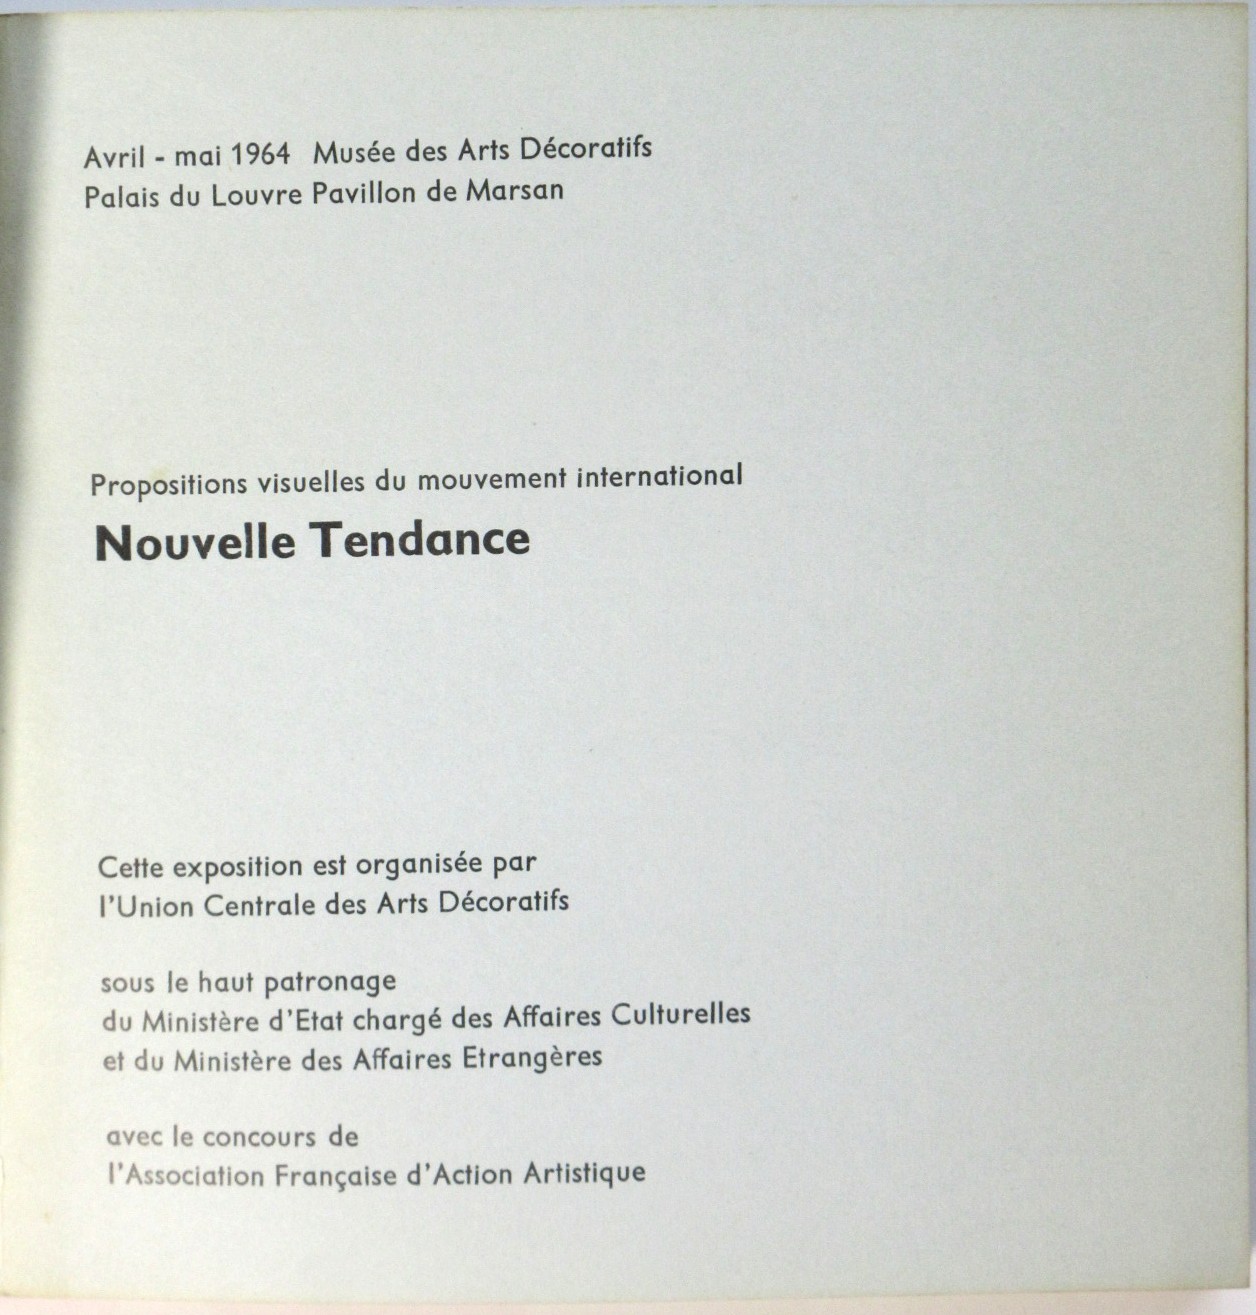 Avril - mai 1964 Musée des Arts Décoratifs
Palais du Louvre Pavillon de Marsan
Propositions visuelles du mouvement international
Nouvelle Tendance
Cette exposition est organisée par
l'Union Centrale des Arts Décoratifs
sous le haut patronage
du Ministère d'Etat chargé des Affaires Culturelles
et du Ministère des Affaires Etrangères
avec le concours de
l'Association Française d'Action Artistique